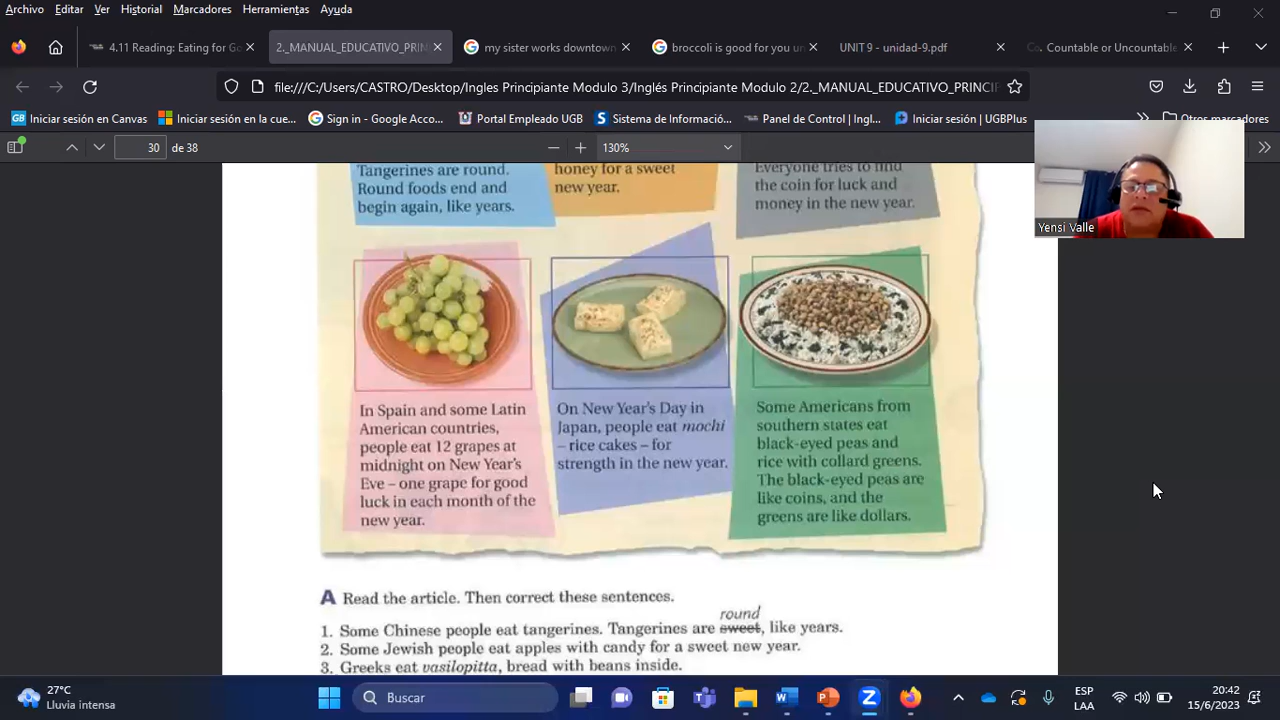 Archivo Editar Ver Historial Marcadores Herramientas Ayuda
4.11 Reading: Eating for Go
2._MANUAL_EDUCATIVO_PRIN
my sister works downtown
broccoli is good for you un
UNIT 9 - unidad-9.pdf
Countable or Uncountable
file:///C:/Users/CASTRO/Desktop/Ingles Principiante Modulo 3/Inglés Principiante Modulo 2/2._MANUAL_EDUCATIVO_PRINCIP
GB Iniciar sesión en Canvas
Iniciar sesión en la cue...
Sign in - Google Acco...
Portal Empleado UGB
Sistema de Informació...
Panel de Control | Ingl...
Iniciar sesión | UGBPlus
Otros marcadores
30 de 38
130%
Yensi Valle
Tangerines are round.
Round foods end and
begin again, like years.
honey for a sweet
new year.
Everyone tries to find
the coin for luck and
money in the new year.
In Spain and some Latin
American countries,
people eat 12 grapes at
midnight on New Year's
Eve – one grape for good
luck in each month of the
new year.
On New Year's Day in
Japan, people eat mochi
– rice cakes – for
strength in the new year.
Some Americans from
southern states eat
black-eyed peas and
rice with collard greens.
The black-eyed peas are
like coins, and the
greens are like dollars.
A Read the article. Then correct these sentences.
round
1. Some Chinese people eat tangerines. Tangerines are sweet, like years.
2. Some Jewish people eat apples with candy for a sweet new year.
3. Greeks eat vasilopitta, bread with beans inside.
27°C
Lluvia intensa
Buscar
ESP
LAA
20:42
15/6/2023